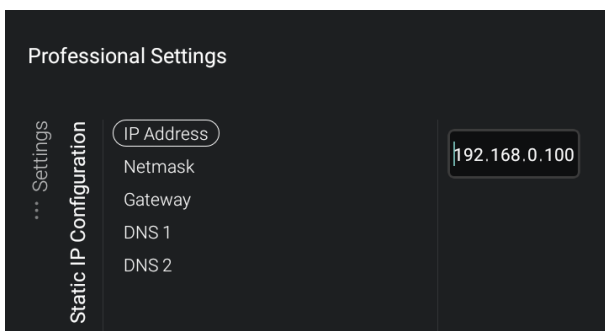 Professional Settings
... Settings
Static IP Configuration
IP Address
Netmask
Gateway
DNS 1
DNS 2
192.168.0.100